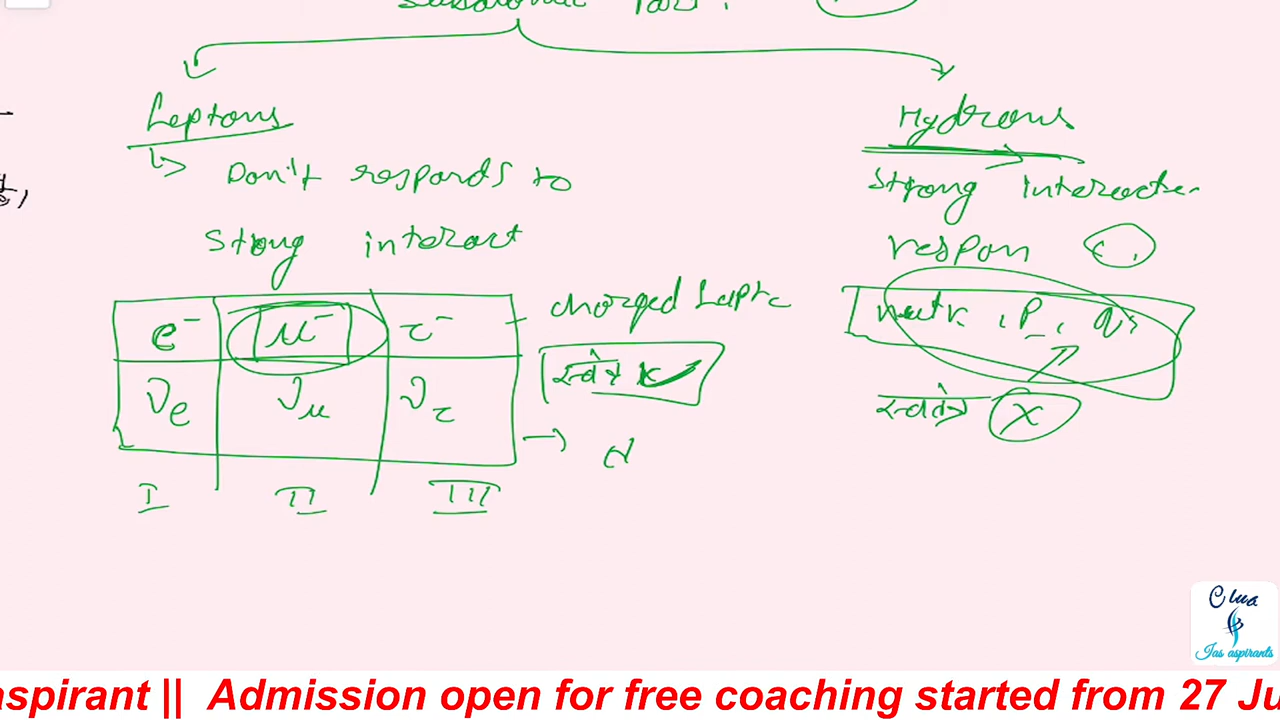 Leptons
Hydrons
↳ Don't responds to
Strong interaction
Strong interact
respon
e⁻ μ⁻ τ⁻
charged Lepto
neutr , P , q,
νe νμ ντ
x
I II III
Clua
Ias aspirants
aspirant || Admission open for free coaching started from 27 Ju